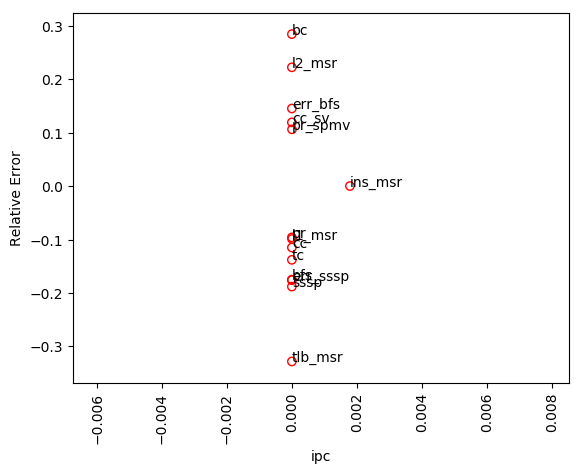 0.3
0.2
0.1
0.0
−0.1
−0.2
−0.3
Relative Error
bc
l2_msr
err_bfs
cc_sv
pr_spmv
ins_msr
pr
cc
tc
bfs
sssp
tlb_msr
−0.006
−0.004
−0.002
0.000
0.002
0.004
0.006
0.008
ipc